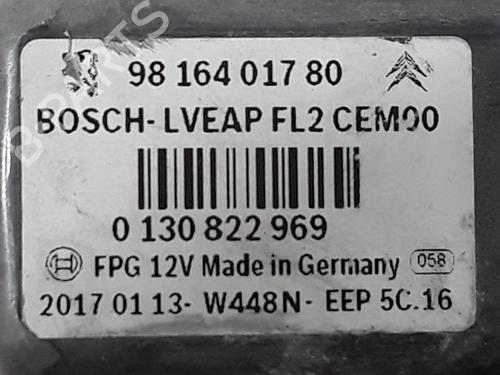 98 164 017 80
BOSCH-LVEAP FL2 CEM00
0 130 822 969
FPG 12V Made in Germany 058
2017 01 13- W448N- EEP 5C.16
B PARTS